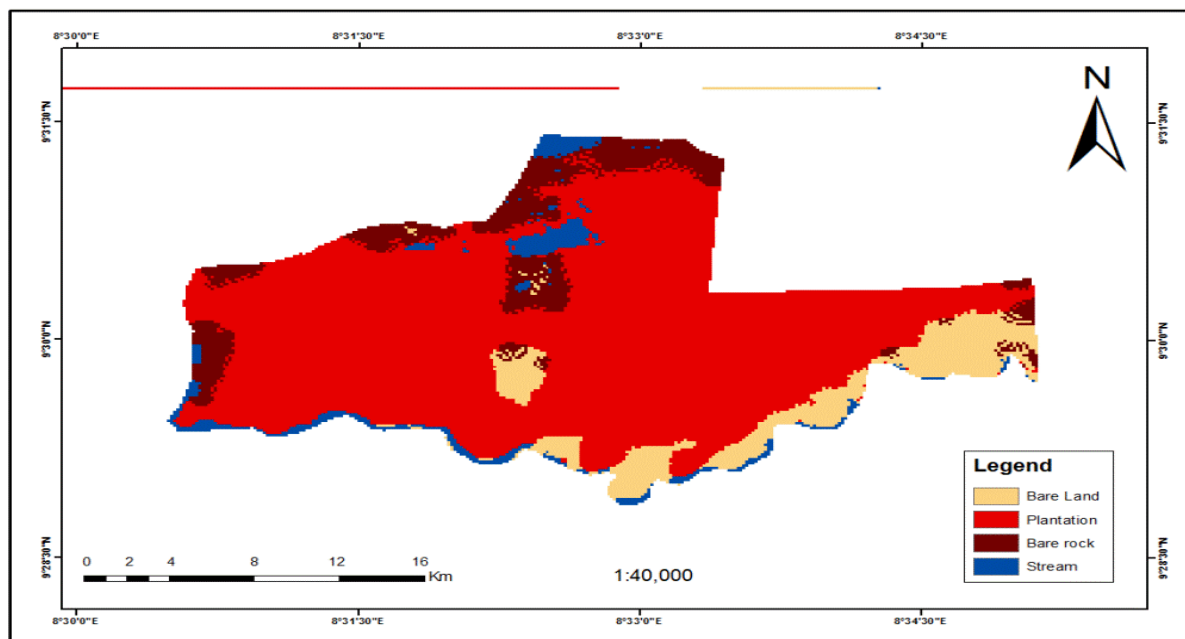 8°30'0"E 8°31'30"E 8°33'0"E 8°34'30"E
N
9°31'30"N 9°31'30"N
9°30'0"N 9°30'0"N
Legend
Bare Land
Plantation
Bare rock
Stream
0 2 4 8 12 16
Km
1:40,000
9°28'30"N 9°28'30"N
8°30'0"E 8°31'30"E 8°33'0"E 8°34'30"E